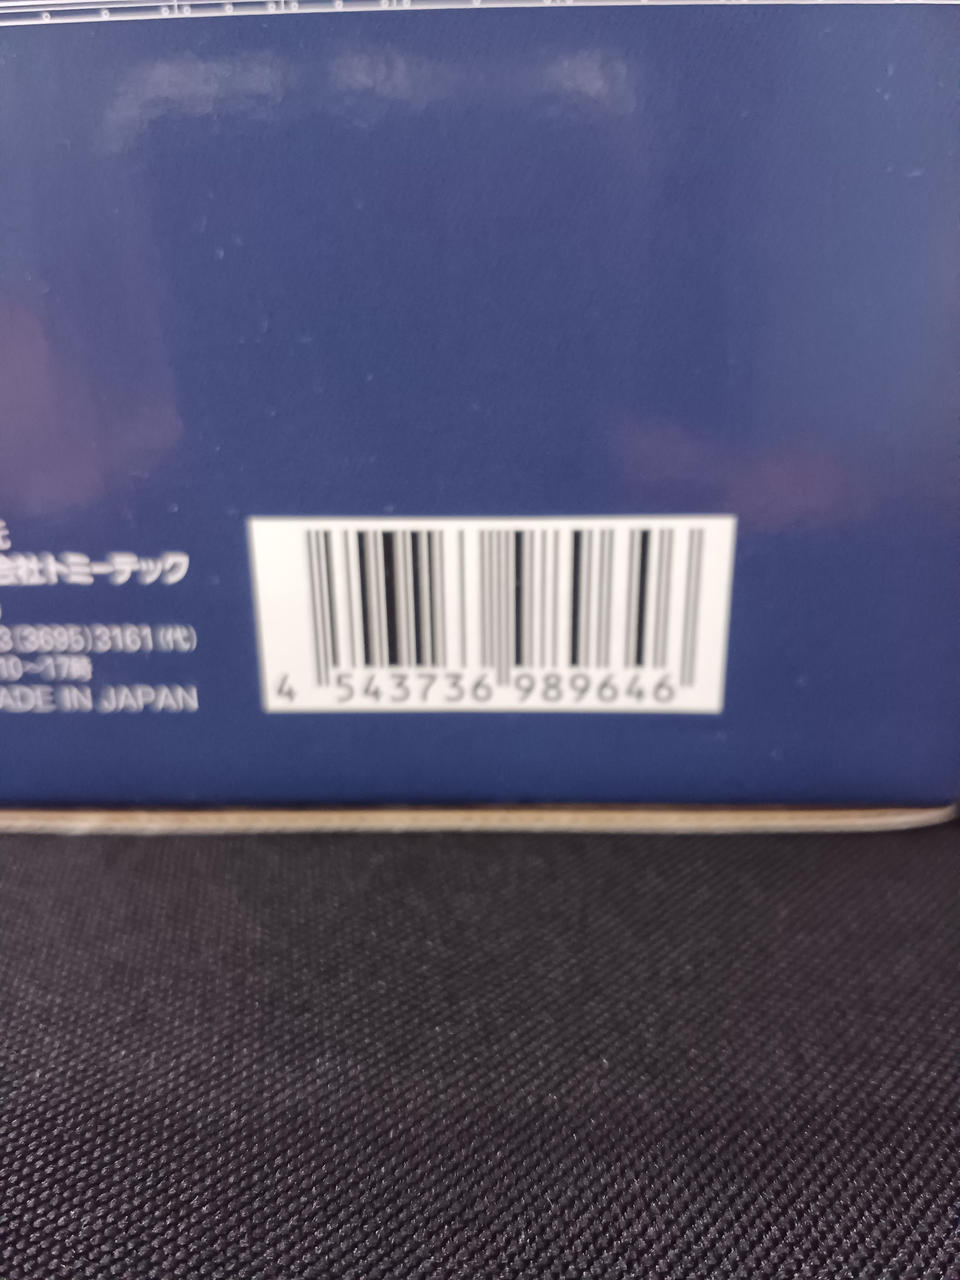 元
会社トミーテック
3(3695)3161(代)
10〜17時
ADE IN JAPAN
4 543736 989646